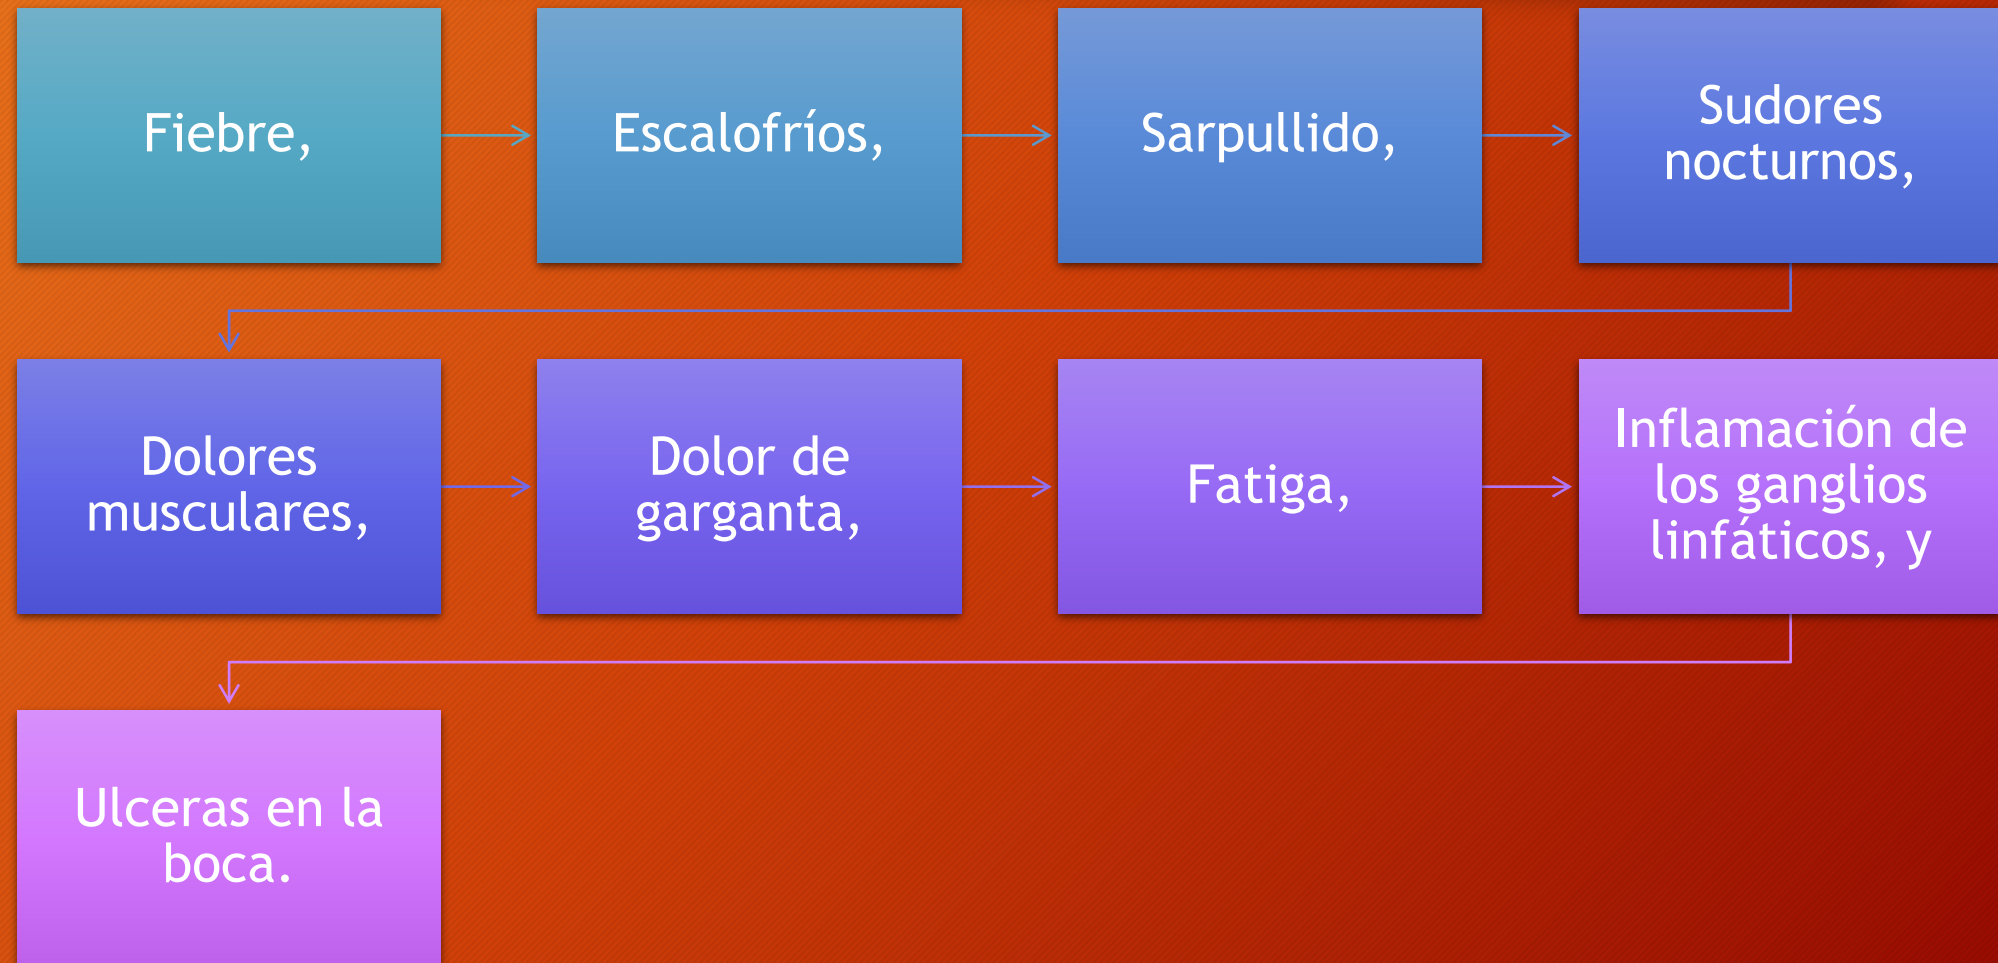 Fiebre,
Escalofríos,
Sarpullido,
Sudores
nocturnos,
Dolores
musculares,
Dolor de
garganta,
Fatiga,
Inflamación de
los ganglios
linfáticos, y
Ulceras en la
boca.